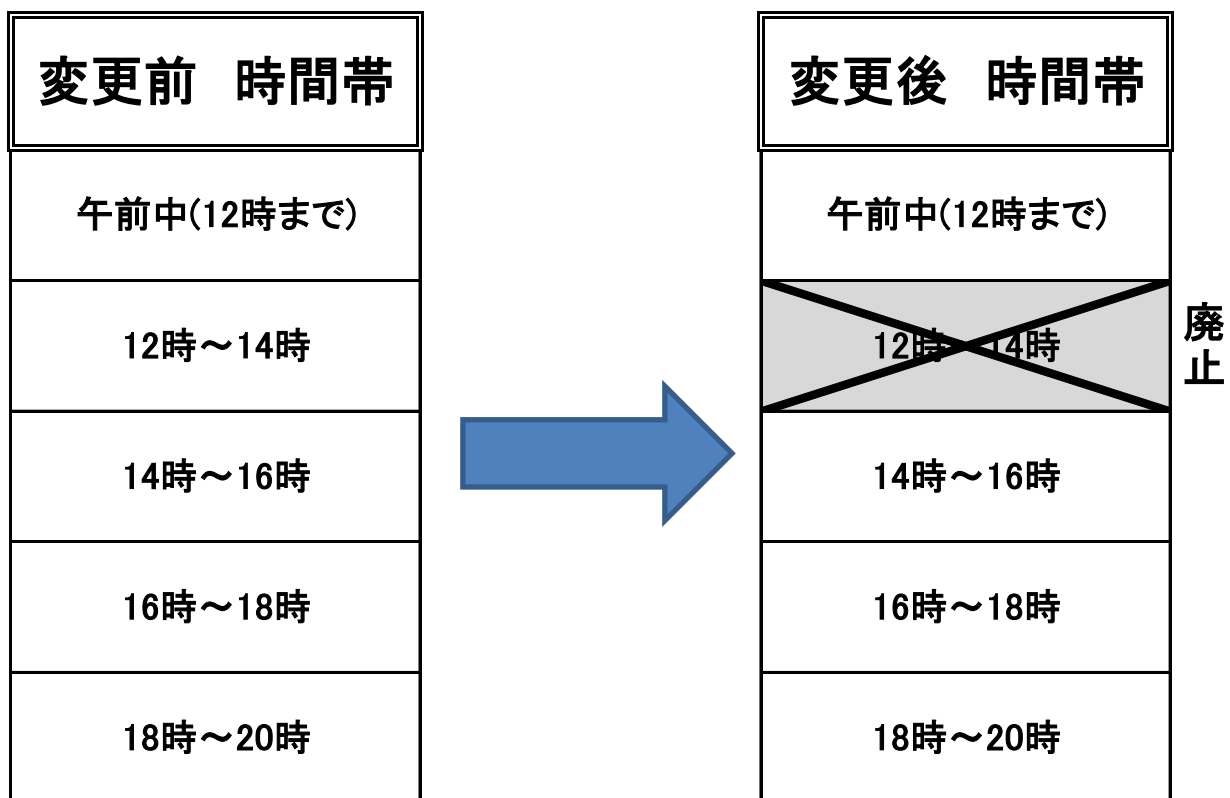 変更前　時間帯
午前中(12時まで)
12時～14時
14時～16時
16時～18時
18時～20時
変更後　時間帯
午前中(12時まで)
12時～14時
廃止
14時～16時
16時～18時
18時～20時